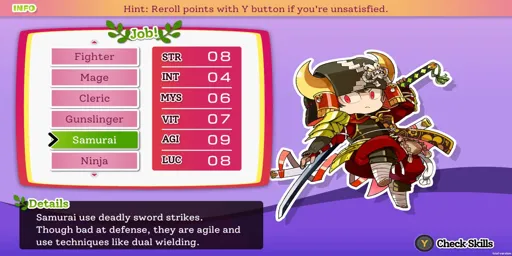 INFO
Hint: Reroll points with Y button if you're unsatisfied.
Job!
Fighter
Mage
Cleric
Gunslinger
Samurai
Ninja
STR 08
INT 04
MYS 06
VIT 07
AGI 09
LUC 08
Details
Samurai use deadly sword strikes.
Though bad at defense, they are agile and
use techniques like dual wielding.
Y Check Skills